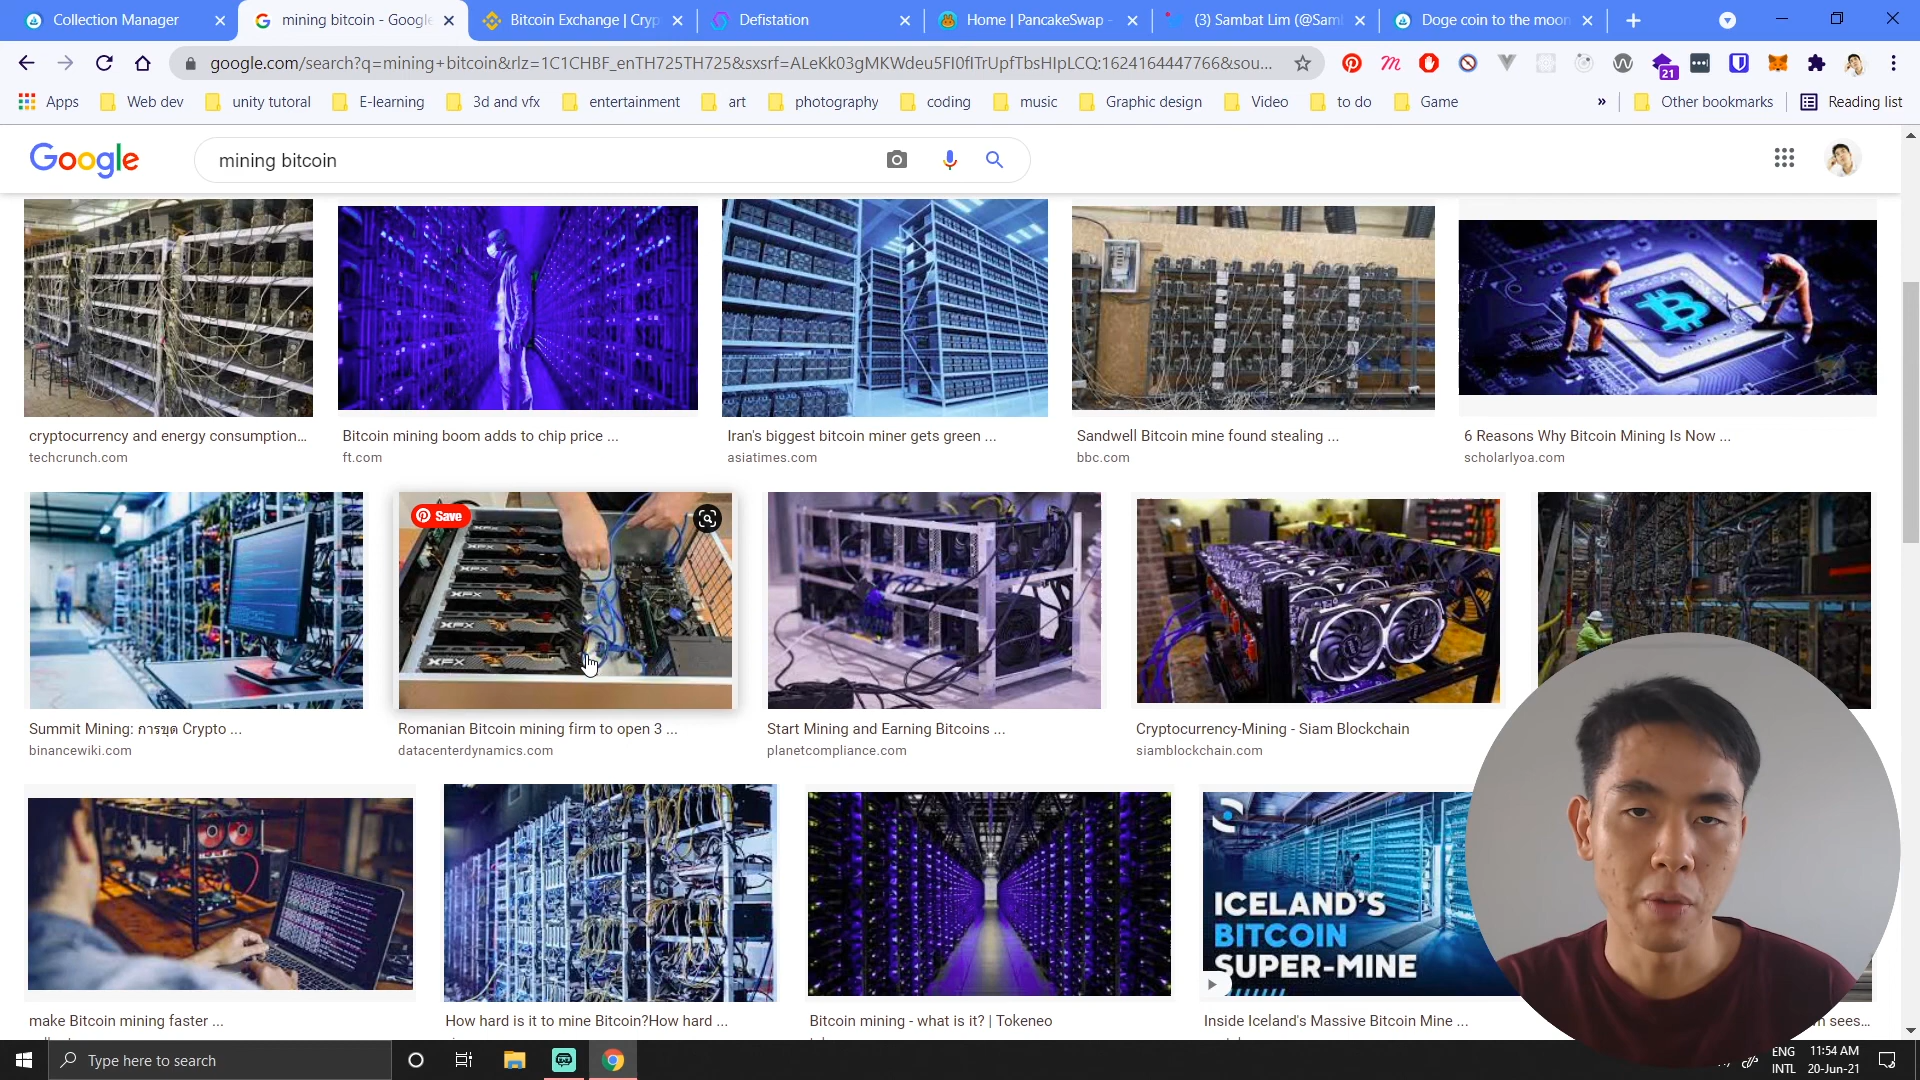 Collection Manager
mining bitcoin - Google
Bitcoin Exchange | Cryp
Defistation
Home | PancakeSwap -
(3) Sambat Lim (@Saml
Doge coin to the moon
google.com/search?q=mining+bitcoin&rlz=1C1CHBF_enTH725TH725&sxsrf=ALeKk03gMKWdeu5FI0fITrUpfTbsHIpLCQ:1624164447766&sou...
21
Apps
Web dev
unity tutorial
E-learning
3d and vfx
entertainment
art
photography
coding
music
Graphic design
Video
to do
Game
»
Other bookmarks
Reading list
Google
mining bitcoin
cryptocurrency and energy consumption...
techcrunch.com
Bitcoin mining boom adds to chip price ...
ft.com
Iran's biggest bitcoin miner gets green ...
asiatimes.com
Sandwell Bitcoin mine found stealing ...
bbc.com
6 Reasons Why Bitcoin Mining Is Now ...
scholarlyoa.com
Save
XFX
XFX
XFX
XFX
XFX
Summit Mining: การขุด Crypto ...
binancewiki.com
Romanian Bitcoin mining firm to open 3 ...
datacenterdynamics.com
Start Mining and Earning Bitcoins ...
planetcompliance.com
Cryptocurrency-Mining - Siam Blockchain
siamblockchain.com
ICELAND'S
BITCOIN
SUPER-MINE
make Bitcoin mining faster ...
How hard is it to mine Bitcoin?How hard ...
Bitcoin mining - what is it? | Tokeneo
Inside Iceland's Massive Bitcoin Mine ...
sees...
Type here to search
ENG
INTL
11:54 AM
20-Jun-21